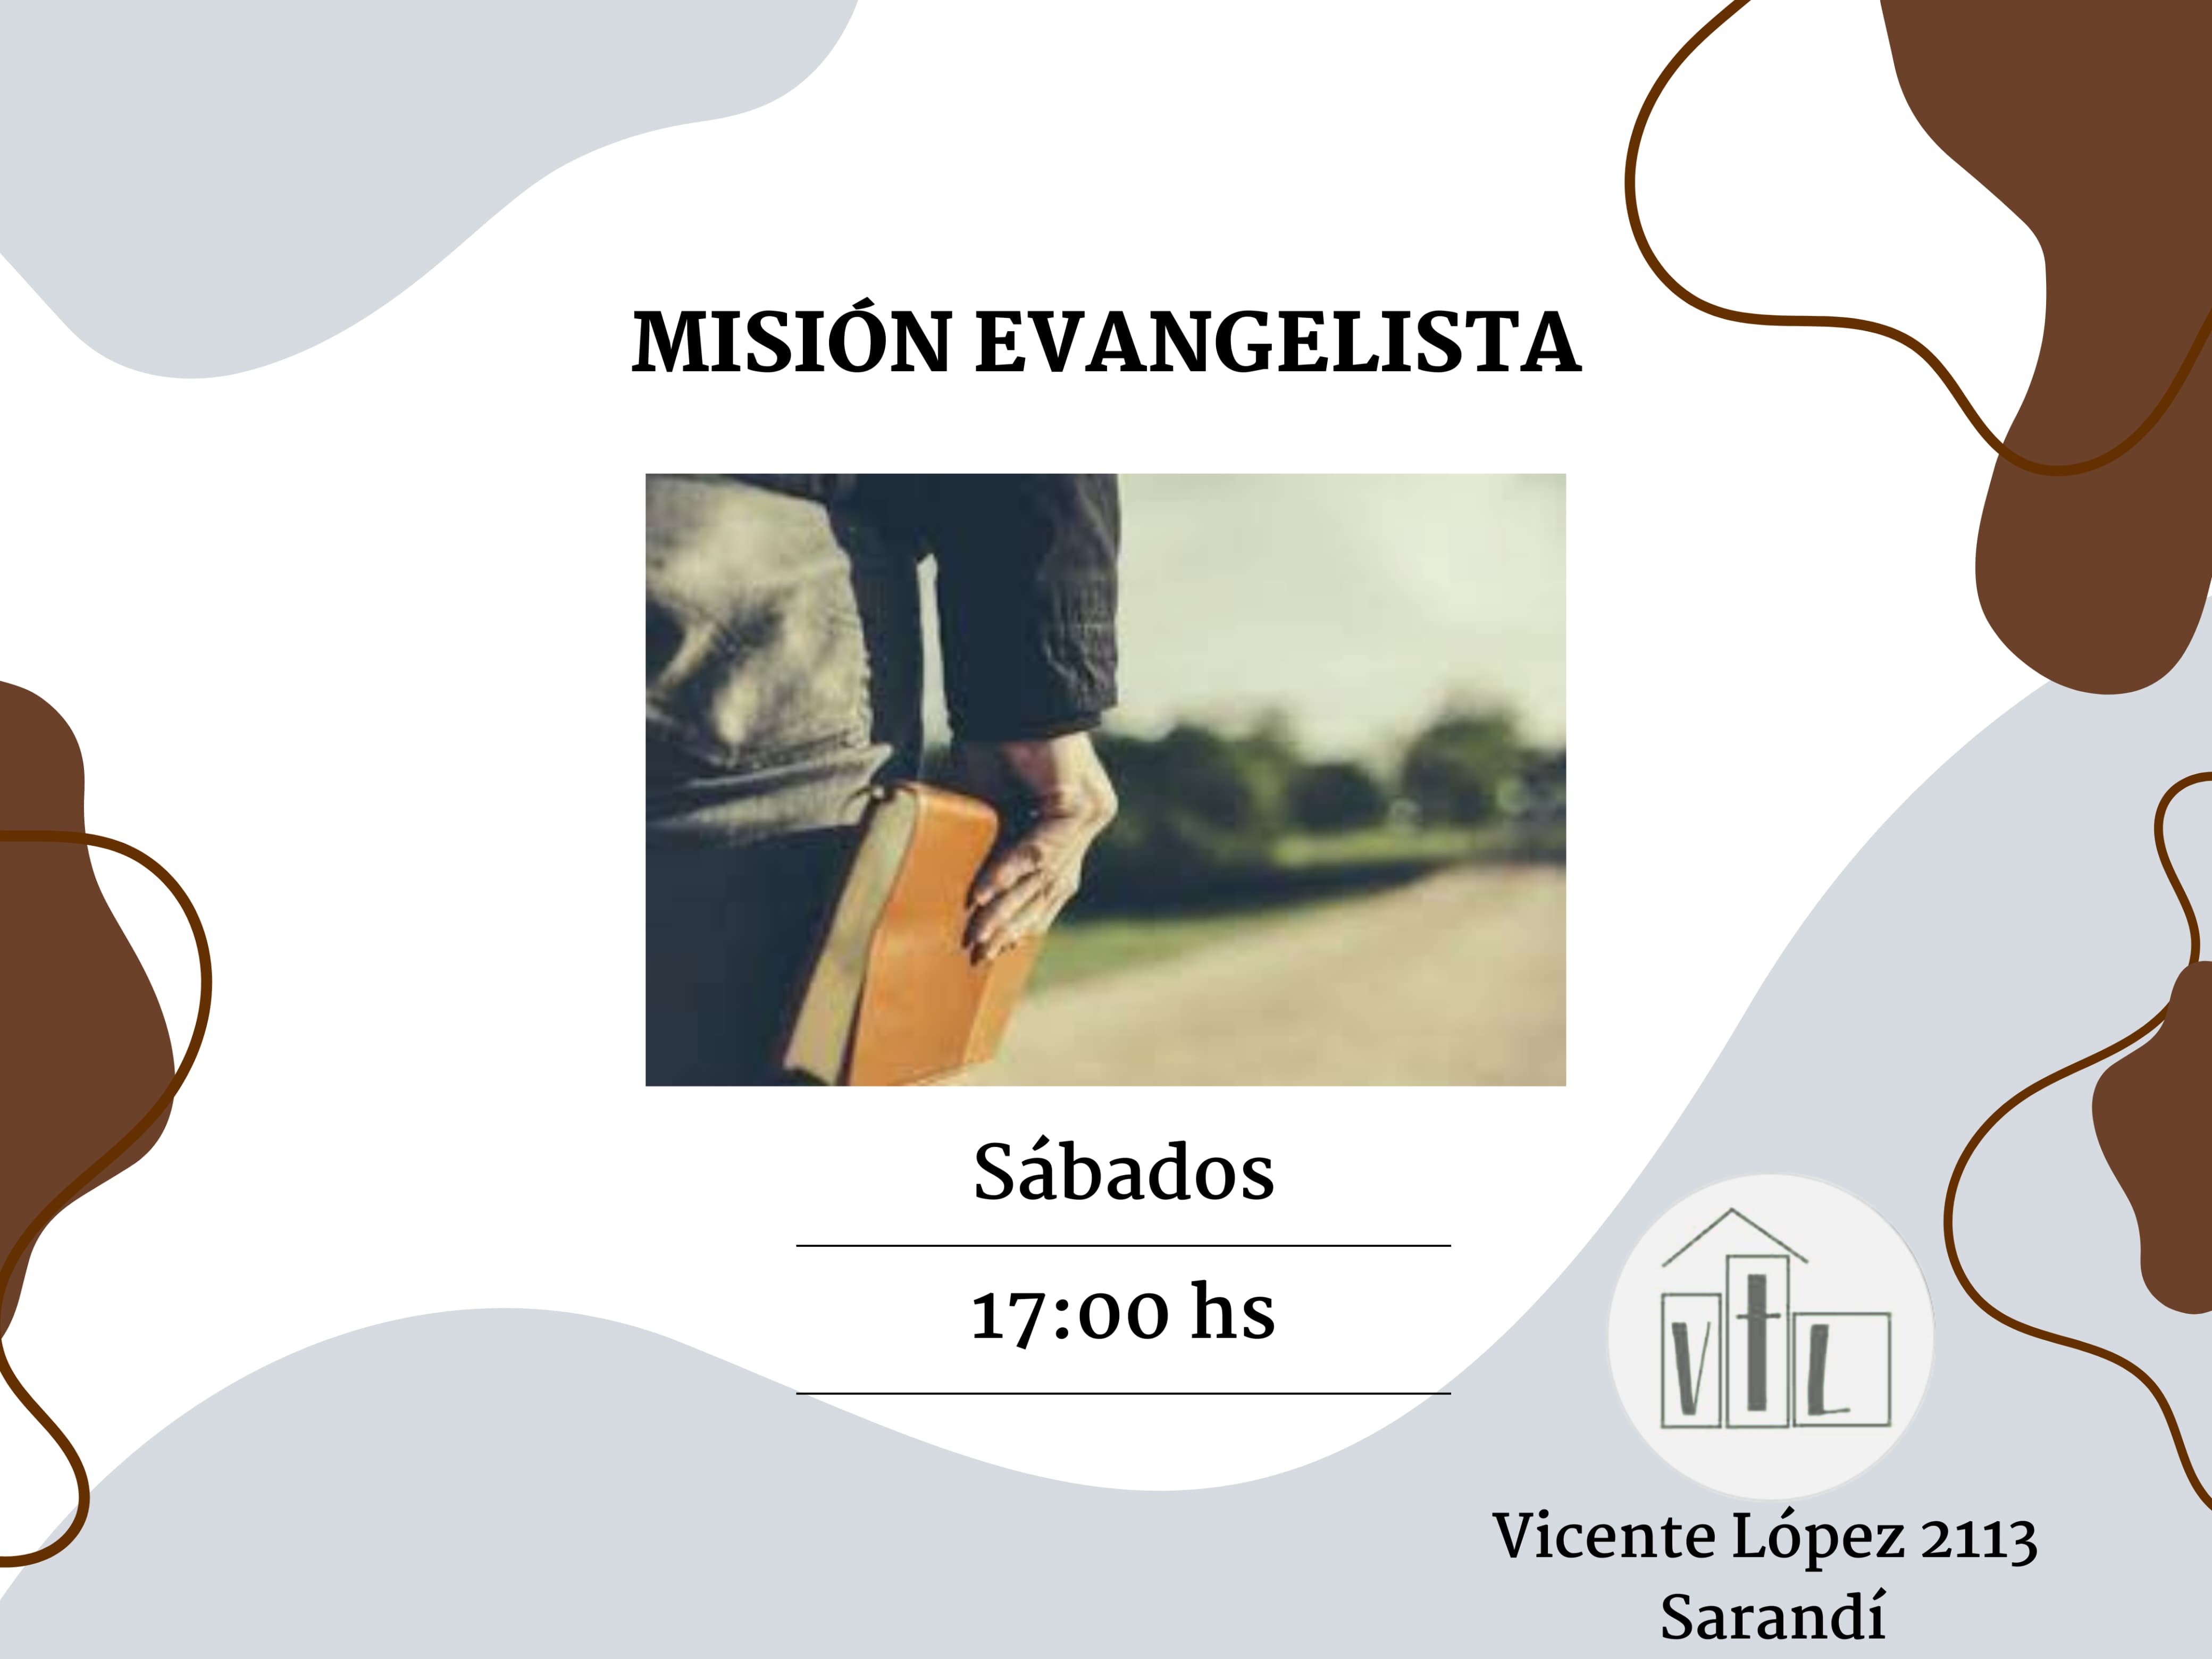 MISIÓN EVANGELISTA
Sábados
17:00 hs
vtL
Vicente López 2113
Sarandí